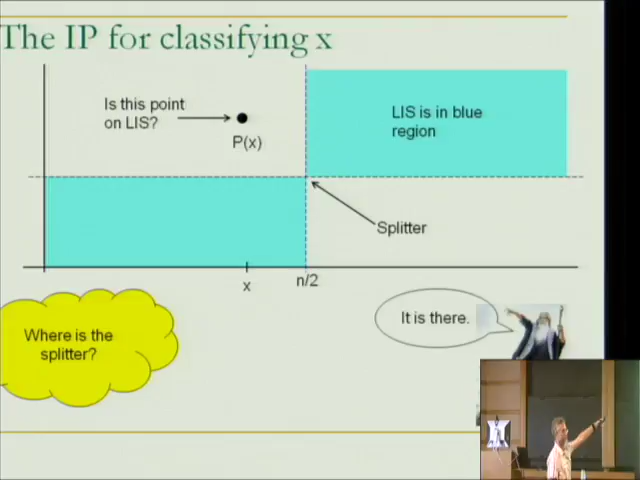 The IP for classifying x
Is this point
on LIS?
P(x)
LIS is in blue
region
Splitter
x
n/2
Where is the
splitter?
It is there.